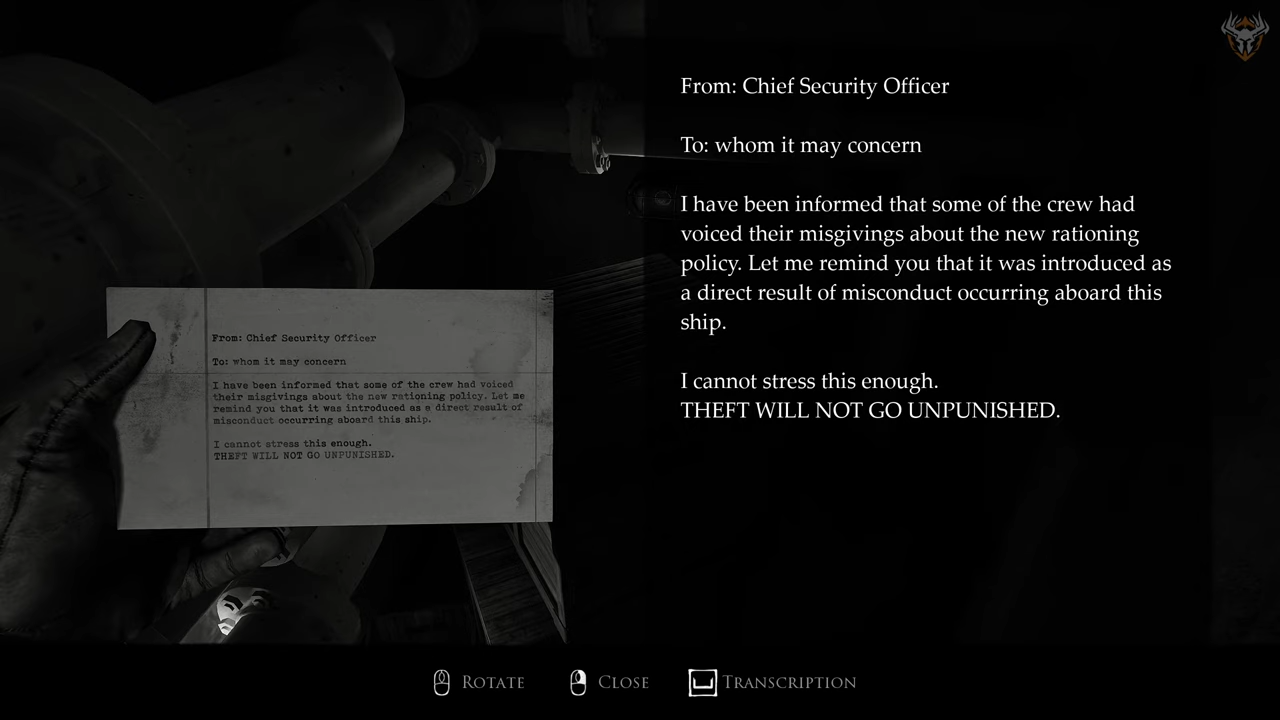 From: Chief Security Officer
To: whom it may concern
I have been informed that some of the crew had voiced
their misgivings about the new rationing policy. Let me
remind you that it was introduced as a direct result of
misconduct occurring aboard this ship.
I cannot stress this enough.
THEFT WILL NOT GO UNPUNISHED.
From: Chief Security Officer
To: whom it may concern
I have been informed that some of the crew had
voiced their misgivings about the new rationing
policy. Let me remind you that it was introduced as
a direct result of misconduct occurring aboard this
ship.
I cannot stress this enough.
THEFT WILL NOT GO UNPUNISHED.
ROTATE CLOSE TRANSCRIPTION